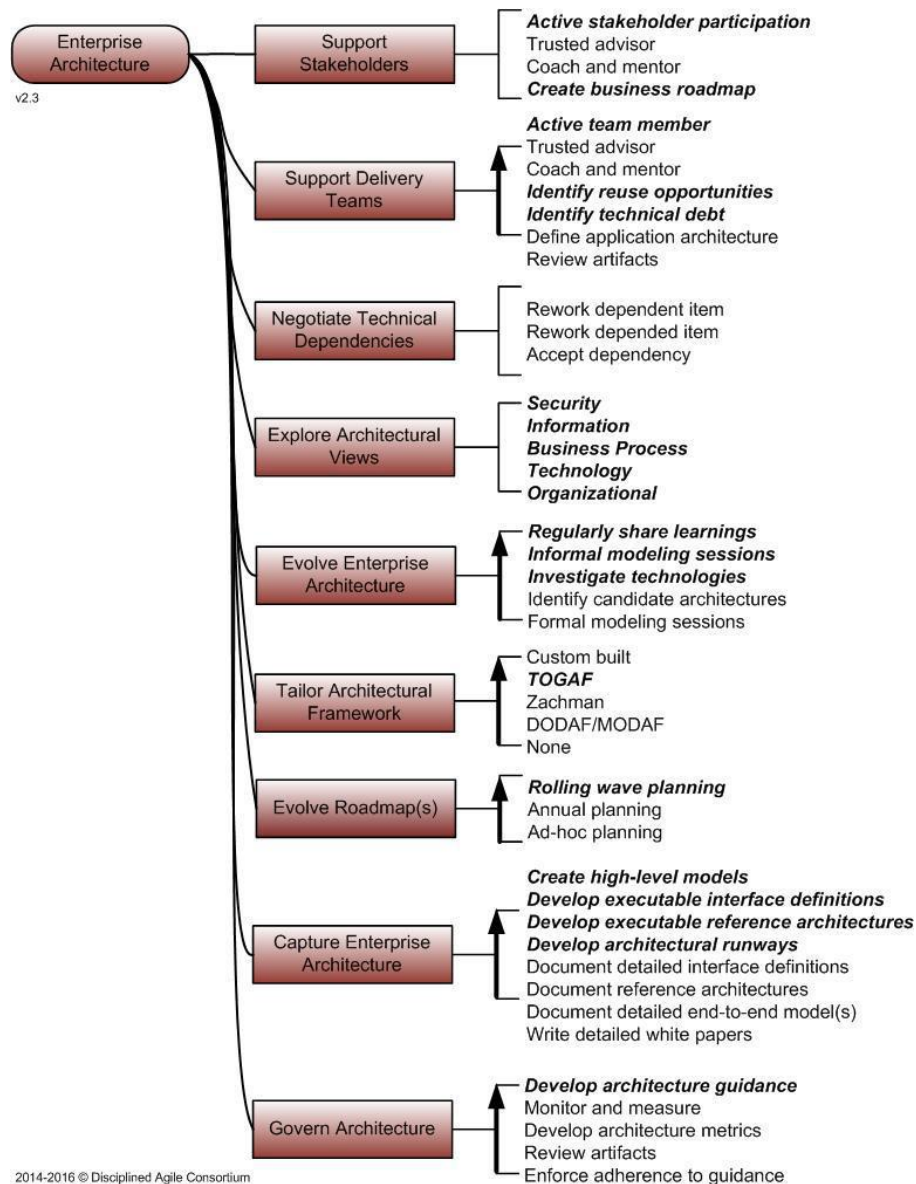 Enterprise
Architecture
v2.3
Support
Stakeholders
Active stakeholder participation
Trusted advisor
Coach and mentor
Create business roadmap
Support Delivery
Teams
Active team member
Trusted advisor
Coach and mentor
Identify reuse opportunities
Identify technical debt
Define application architecture
Review artifacts
Negotiate Technical
Dependencies
Rework dependent item
Rework depended item
Accept dependency
Explore Architectural
Views
Security
Information
Business Process
Technology
Organizational
Evolve Enterprise
Architecture
Regularly share learnings
Informal modeling sessions
Investigate technologies
Identify candidate architectures
Formal modeling sessions
Tailor Architectural
Framework
Custom built
TOGAF
Zachman
DODAF/MODAF
None
Evolve Roadmap(s)
Rolling wave planning
Annual planning
Ad-hoc planning
Capture Enterprise
Architecture
Create high-level models
Develop executable interface definitions
Develop executable reference architectures
Develop architectural runways
Document detailed interface definitions
Document reference architectures
Document detailed end-to-end model(s)
Write detailed white papers
Govern Architecture
Develop architecture guidance
Monitor and measure
Develop architecture metrics
Review artifacts
Enforce adherence to guidance
2014-2016 © Disciplined Agile Consortium